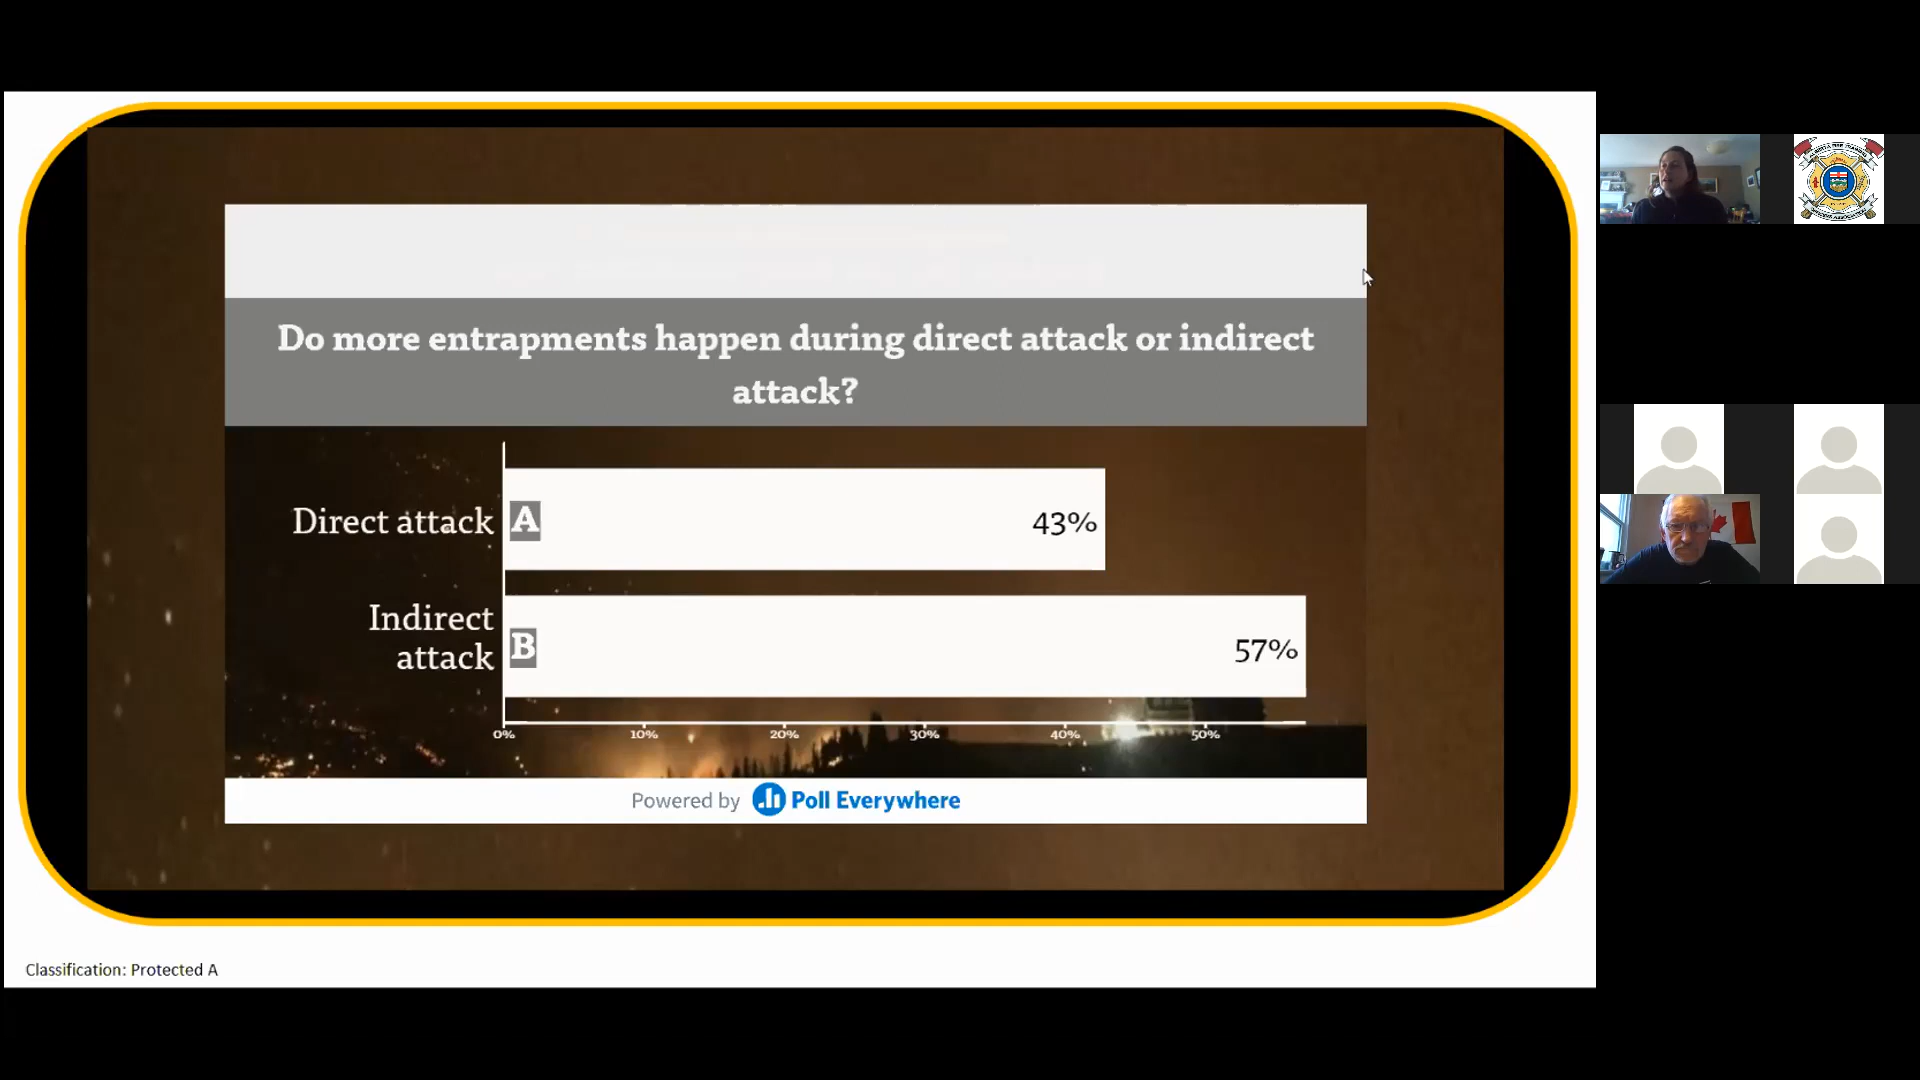 Do more entrapments happen during direct attack or indirect
attack?
Direct attack A 43%
Indirect
attack B 57%
0% 10% 20% 30% 40% 50%
Powered by Poll Everywhere
Classification: Protected A